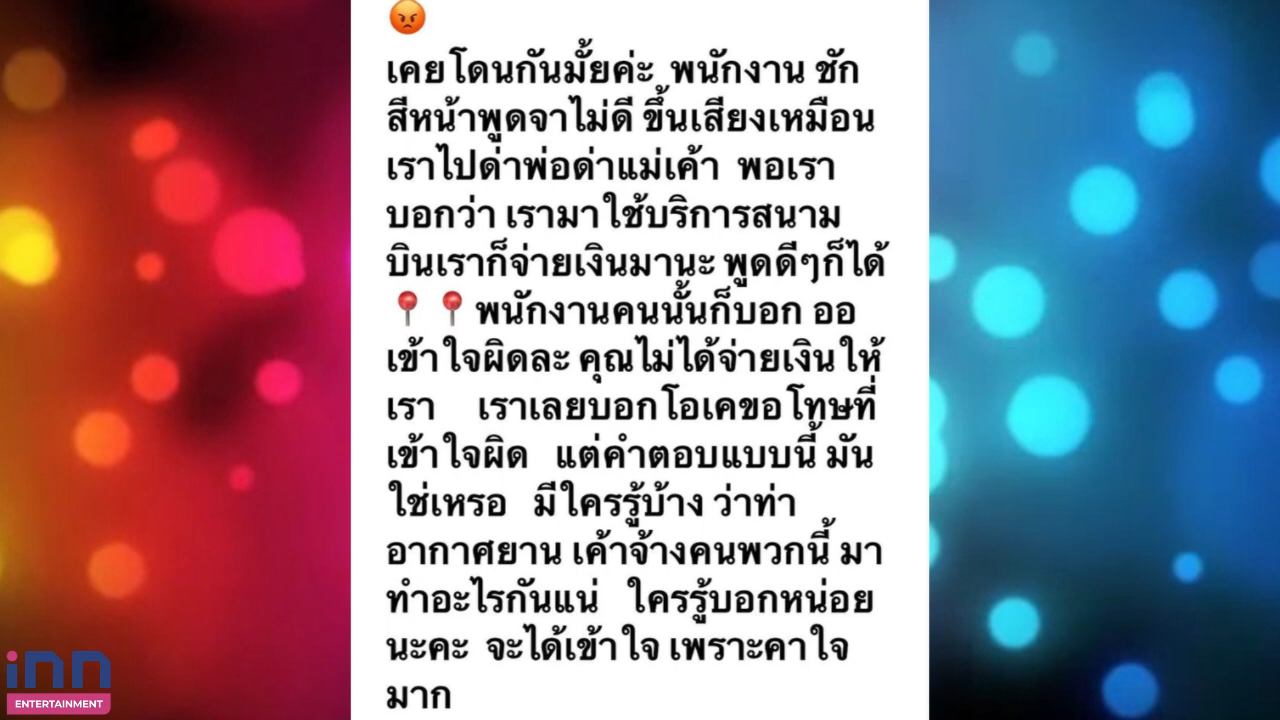 😡
เคยโดนกันมั้ยค่ะ พนักงาน ชัก
สีหน้าพูดจาไม่ดี ขึ้นเสียงเหมือน
เราไปด่าพ่อด่าแม่เค้า พอเรา
บอกว่า เรามาใช้บริการสนาม
บินเราก็จ่ายเงินมานะ พูดดีๆก็ได้
📍📍พนักงานคนนั้นก็บอก ออ
เข้าใจผิดละ คุณไม่ได้จ่ายเงินให้
เรา เราเลยบอกโอเคขอโทษที่
เข้าใจผิด แต่คำตอบแบบนี้ มัน
ใช่เหรอ มีใครรู้บ้าง ว่าท่า
อากาศยาน เค้าจ้างคนพวกนี้ มา
ทำอะไรกันแน่ ใครรู้บอกหน่อย
นะคะ จะได้เข้าใจ เพราะคาใจ
มาก
inn
ENTERTAINMENT